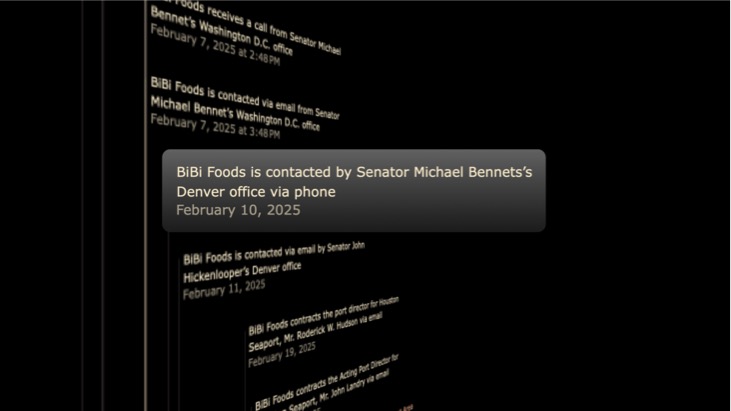 Foods receives a call from Senator Michael
Bennet's Washington D.C. office
February 7, 2025 at 2:48PM
BiBi Foods is contacted via email from Senator
Michael Bennet's Washington D.C. office
February 7, 2025 at 3:48PM
BiBi Foods is contacted by Senator Michael Bennets's
Denver office via phone
February 10, 2025
BiBi Foods is contacted via email by Senator John
Hickenlooper's Denver office
February 11, 2025
BiBi Foods contracts the port director for Houston
Seaport, Mr. Roderick W. Hudson via email
February 19, 2025
BiBi Foods contracts the Acting Port Director for
Seaport, Mr. John Landry via email